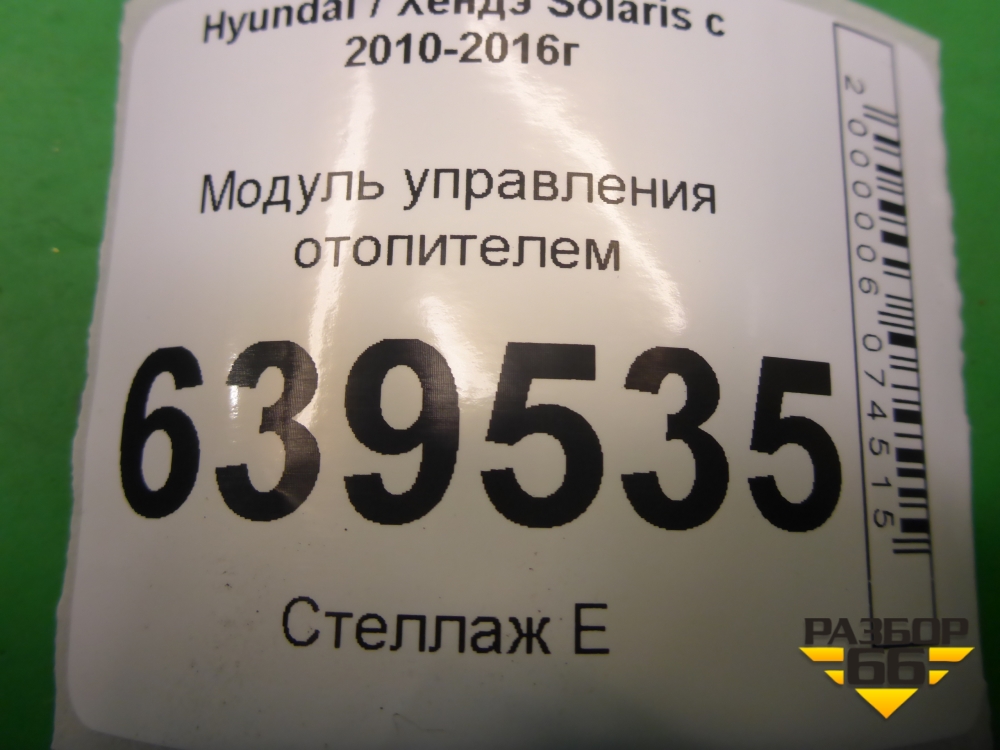 Hyundai / Хендэ Solaris с
2010-2016г
Модуль управления
отопителем
639535
Стеллаж Е
2000006074515
РАЗБОР
66